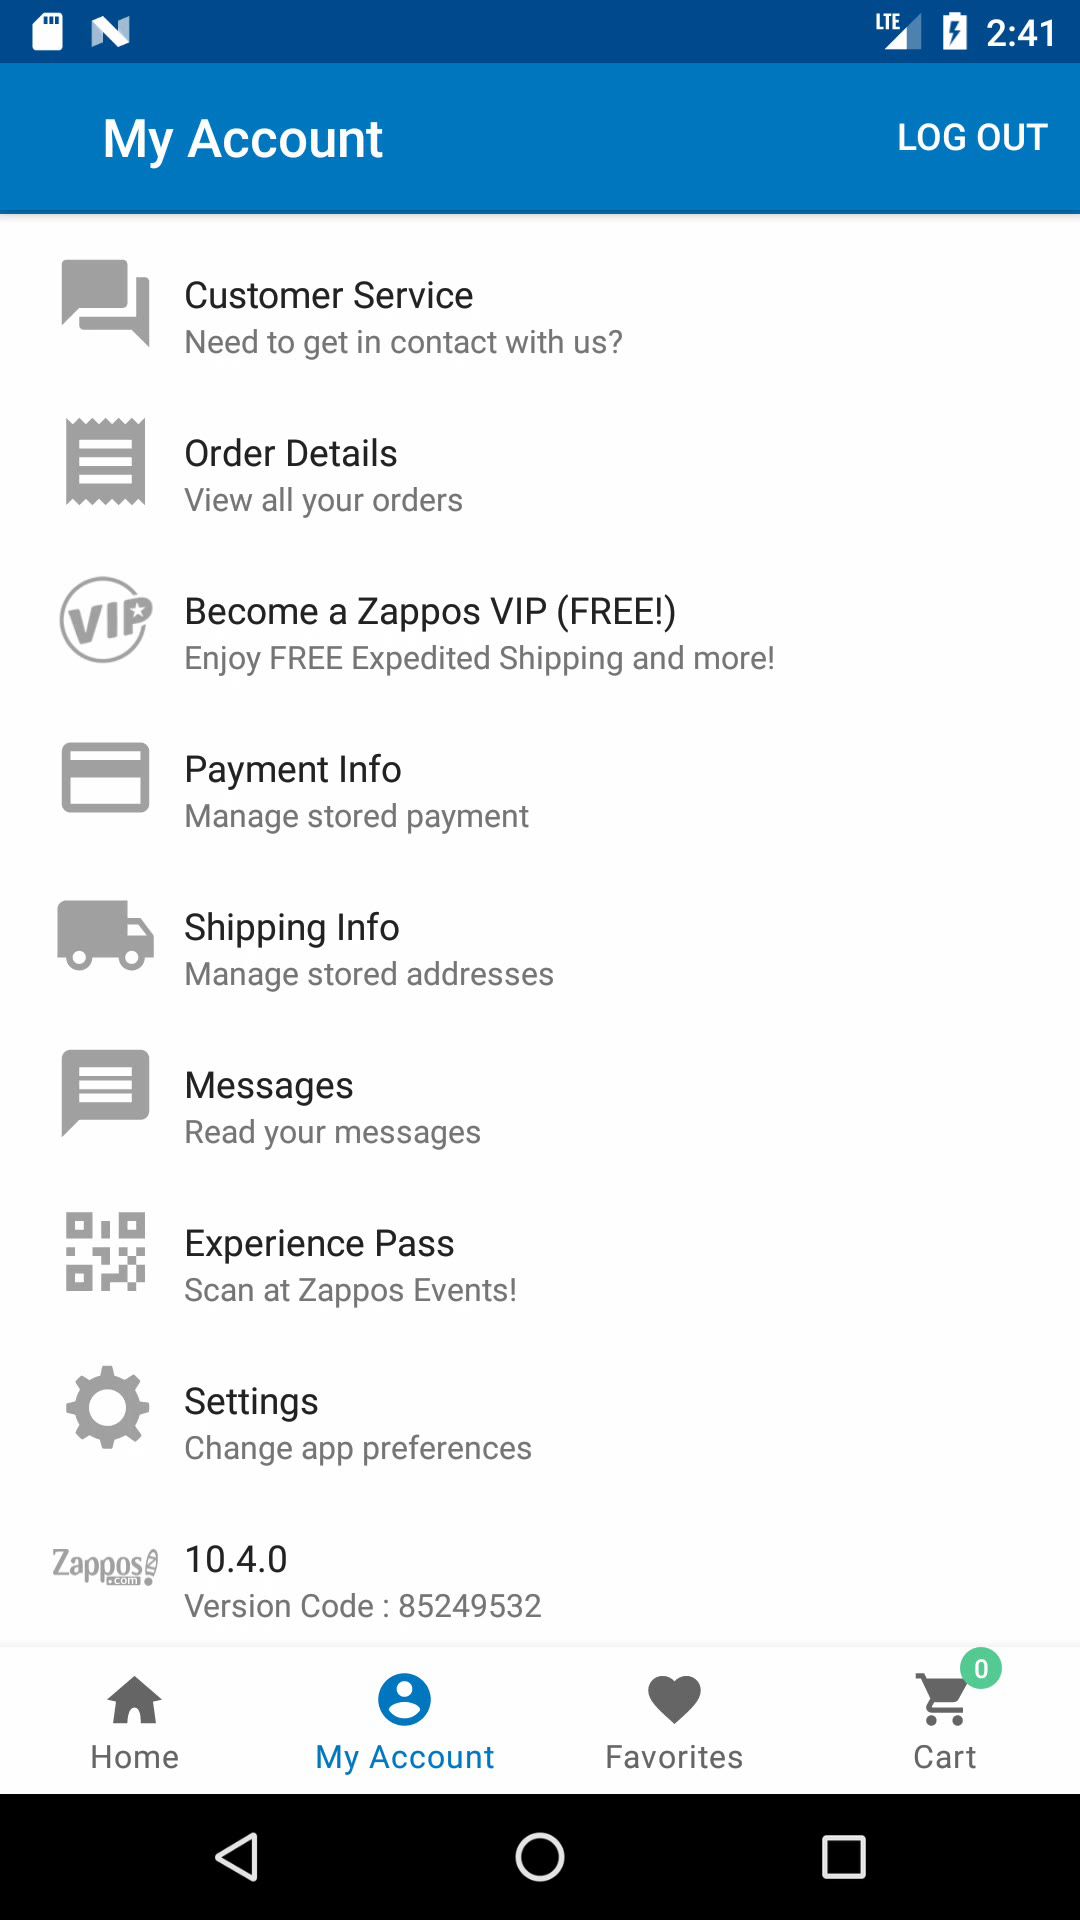 LTE 2:41
My Account LOG OUT
Customer Service
Need to get in contact with us?
Order Details
View all your orders
VIP
Become a Zappos VIP (FREE!)
Enjoy FREE Expedited Shipping and more!
Payment Info
Manage stored payment
Shipping Info
Manage stored addresses
Messages
Read your messages
Experience Pass
Scan at Zappos Events!
Settings
Change app preferences
Zappos
.com
10.4.0
Version Code : 85249532
0
Home My Account Favorites Cart